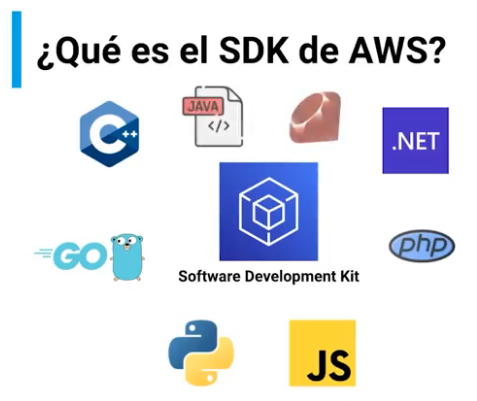 ¿Qué es el SDK de AWS?
C++
JAVA
</>
.NET
GO
php
Software Development Kit
JS